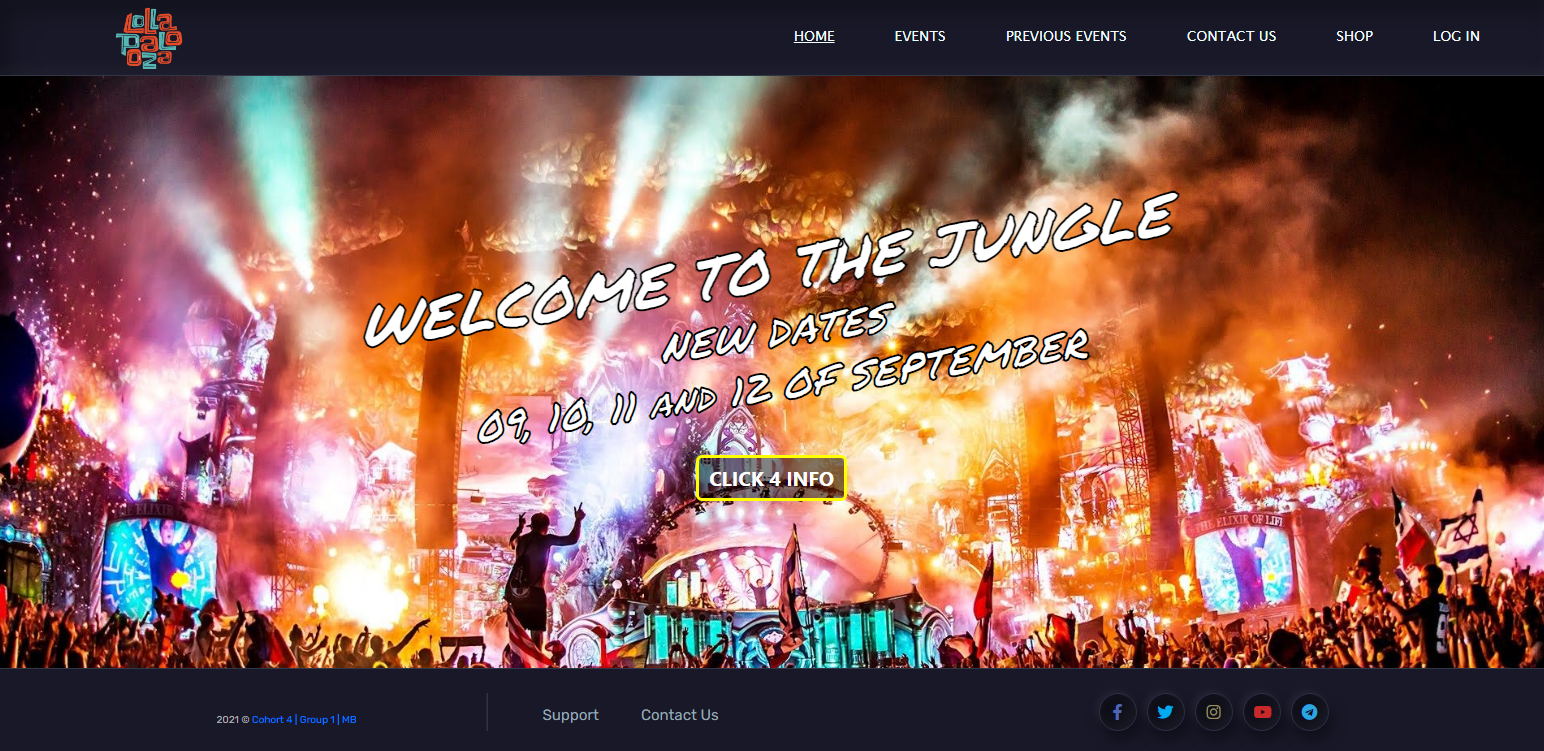 Lollapalooza
HOME EVENTS PREVIOUS EVENTS CONTACT US SHOP LOG IN
WELCOME TO THE JUNGLE
NEW DATES
09, 10, 11 AND 12 OF SEPTEMBER
CLICK 4 INFO
THE ELIXIR OF LIFE
2021 © Cohort 4 | Group 1 | MB
Support Contact Us